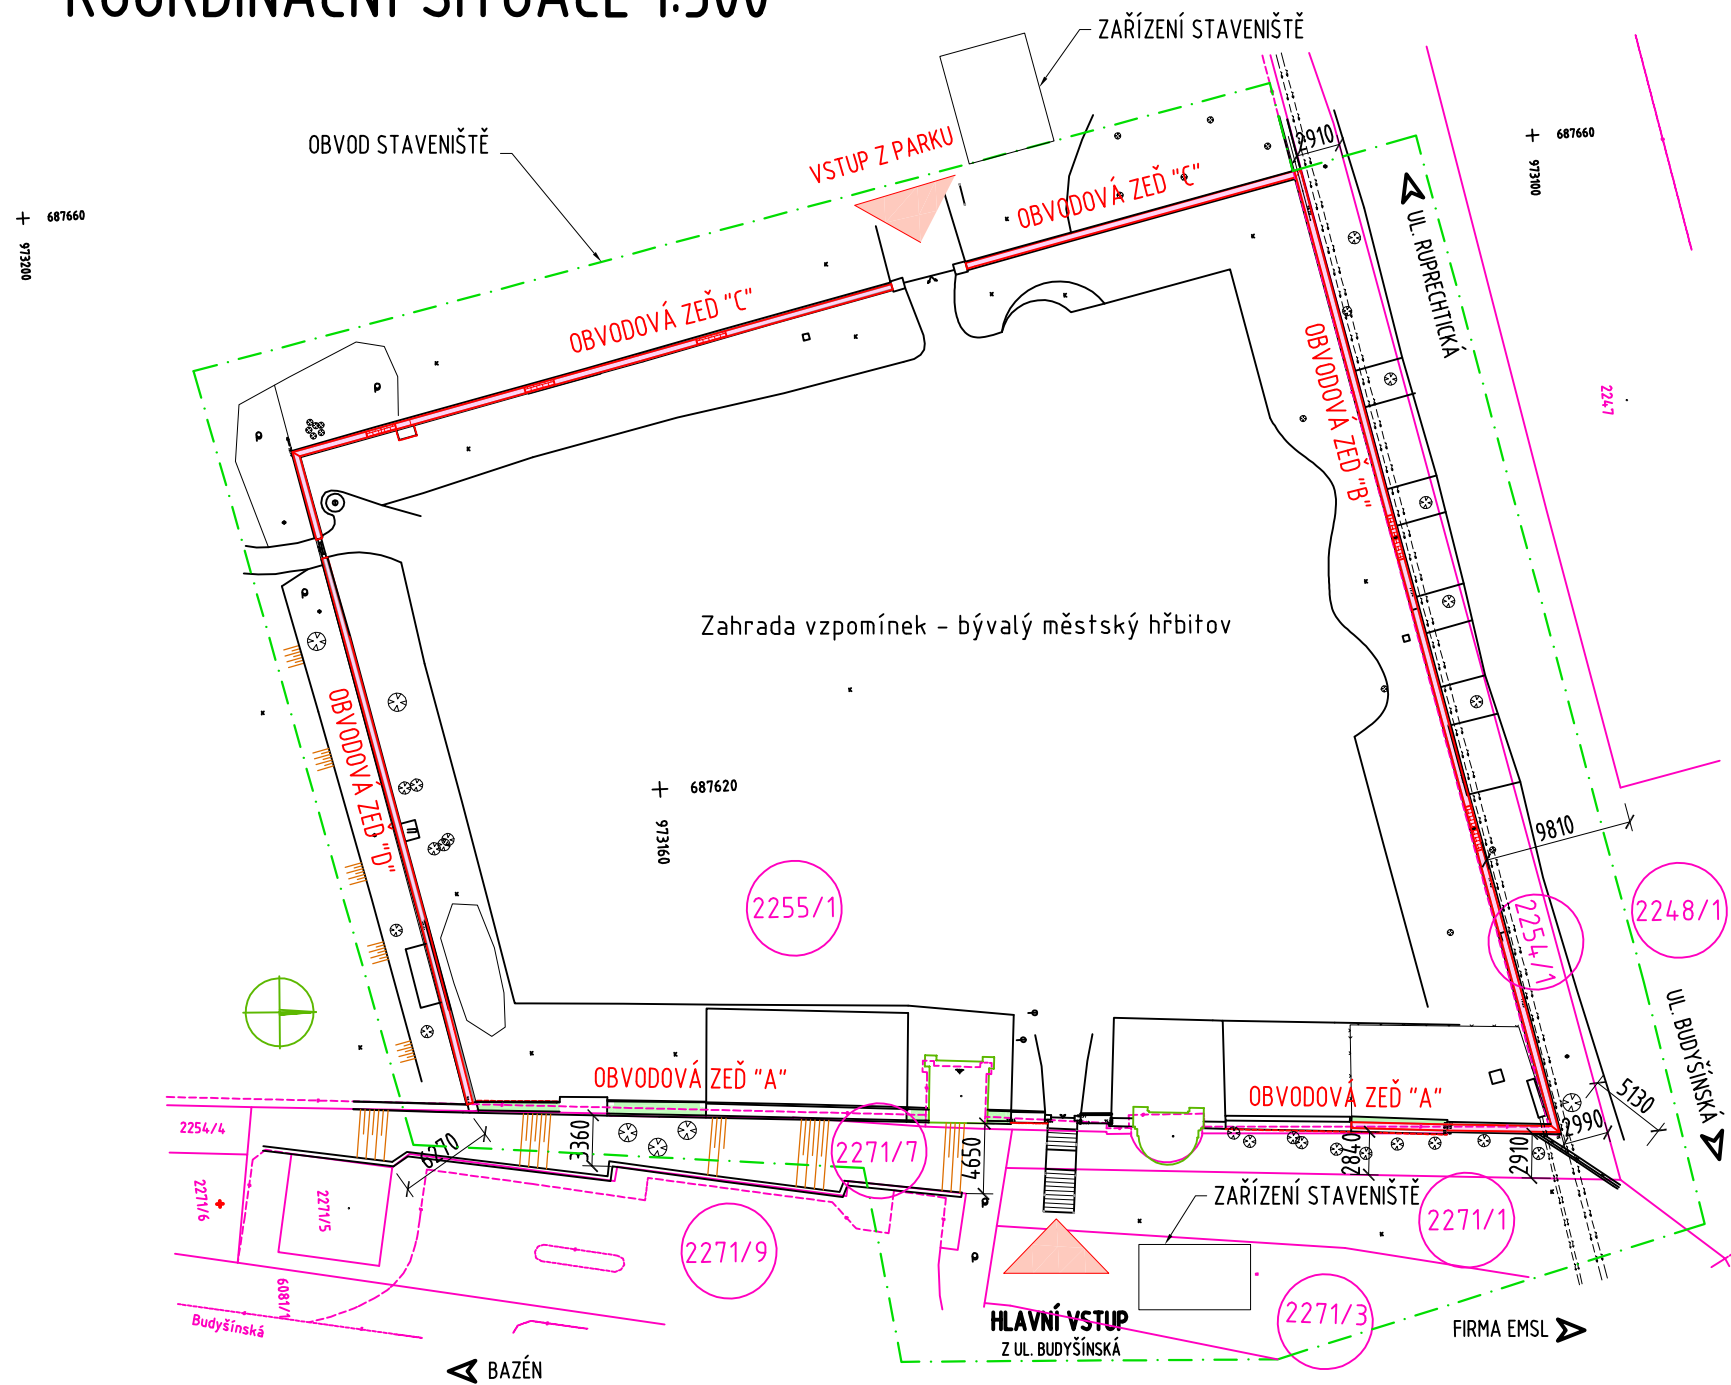 KOORDINAČNÍ SITUACE 1:500
ZAŘÍZENÍ STAVENIŠTĚ
OBVOD STAVENIŠTĚ
VSTUP Z PARKU
2910
687660
973100
687660
973200
OBVODOVÁ ZEĎ "C"
OBVODOVÁ ZEĎ "C"
UL. RUPRECHTICKÁ
OBVODOVÁ ZEĎ "B"
2247
Zahrada vzpomínek - bývalý městský hřbitov
OBVODOVÁ ZEĎ "D"
687620
973160
9810
2255/1
2254/1
2248/1
UL. BUDYŠÍNSKÁ
OBVODOVÁ ZEĎ "A"
OBVODOVÁ ZEĎ "A"
5130
2990
2254/4
6270
3360
2271/7
4650
2840
2910
2271/6
2271/5
ZAŘÍZENÍ STAVENIŠTĚ
2271/9
2271/1
6081/1
Budyšínská
HLAVNÍ VSTUP
Z UL. BUDYŠÍNSKÁ
2271/3
FIRMA EMSL
BAZÉN